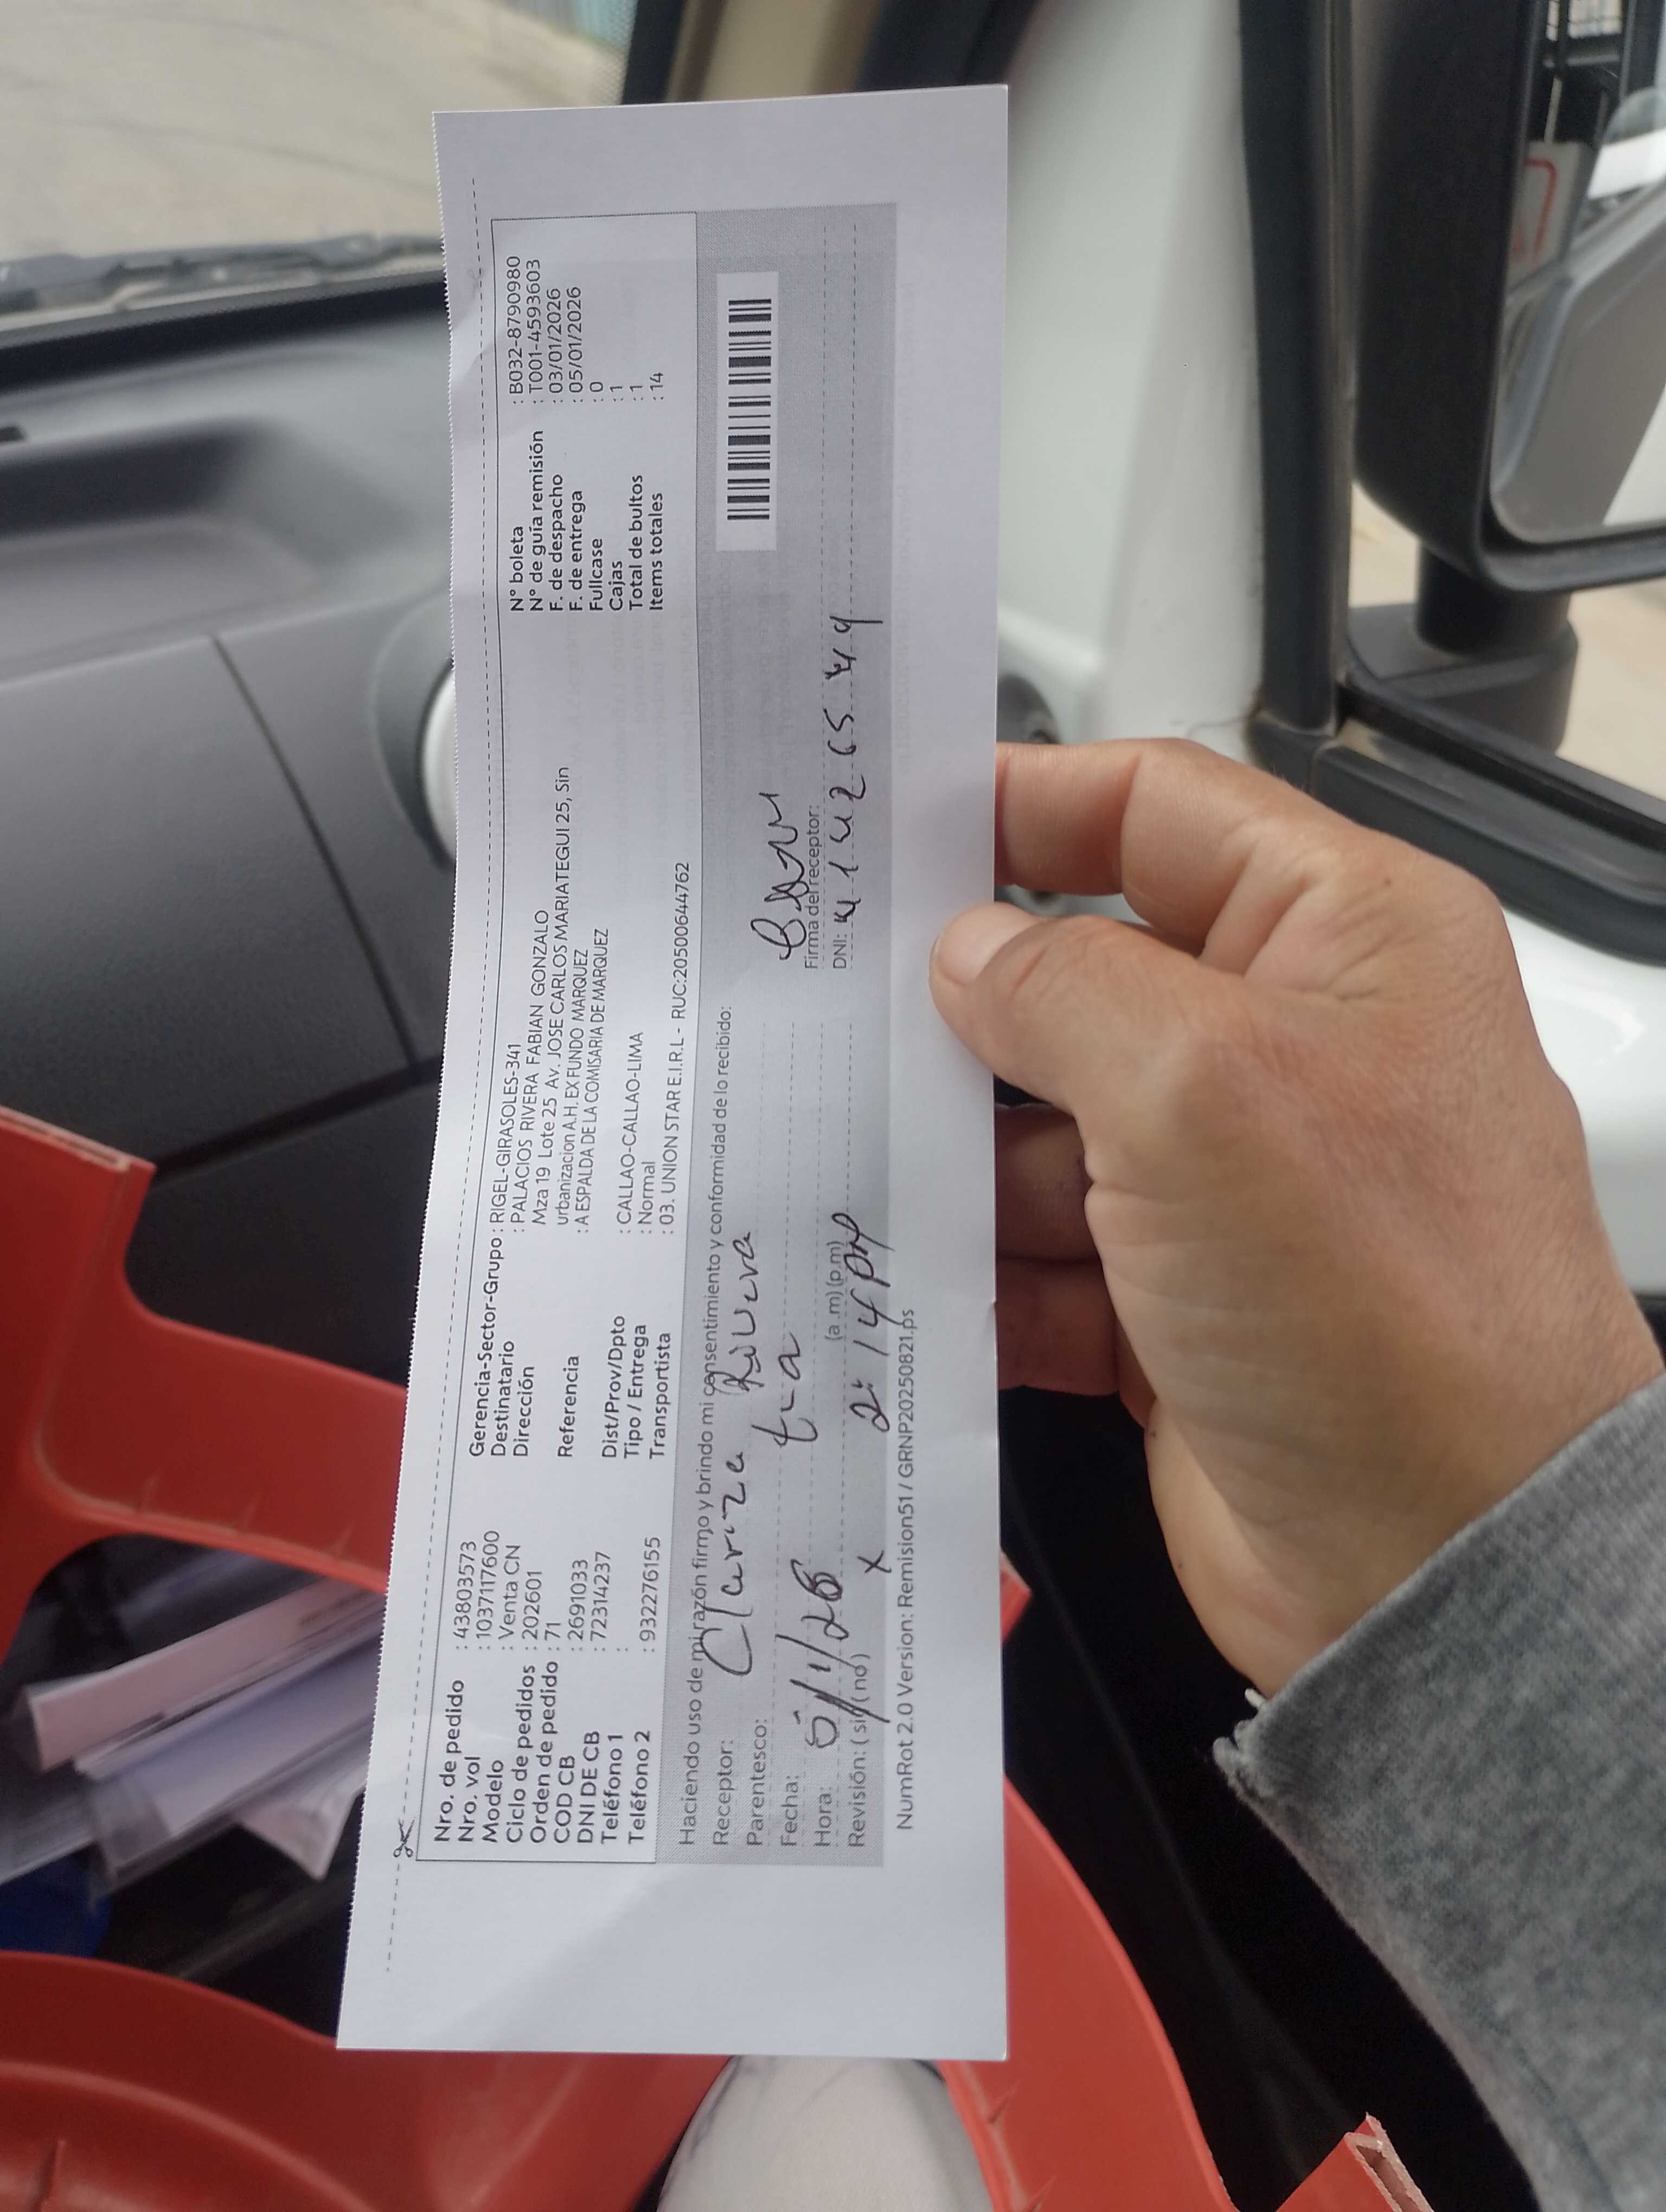 Nro. de pedido : 43803573
Nro. vol : 10371177600
Modelo : Venta CN
Ciclo de pedidos : 202601
Orden de pedido : 71
COD CB : 2691033
DNI DE CB : 72314237
Teléfono 1 :
Teléfono 2 : 932276155
Gerencia-Sector-Grupo : RIGEL-GIRASOLES-341
Destinatario : PALACIOS RIVERA FABIAN GONZALO
Dirección Mza 19 Lote 25 Av. JOSE CARLOS MARIATEGUI 25, Sin
urbanizacion A.H. EX FUNDO MARQUEZ
Referencia : A ESPALDA DE LA COMISARIA DE MARQUEZ
Dist/Prov/Dpto : CALLAO-CALLAO-LIMA
Tipo / Entrega : Normal
Transportista : 03. UNION STAR E.I.R.L - RUC:20500644762
N° boleta : B032-8790980
N° de guía remisión : T001-4593603
F. de despacho : 03/01/2026
F. de entrega : 05/01/2026
Fullcase : 0
Cajas : 1
Total de bultos : 1
Items totales : 14
Haciendo uso de mi razón firmo y brindo mi consentimiento y conformidad de lo recibido:
Receptor: Clariza Rivera
Parentesco: tia
Fecha: 5/1/26
Hora: 2:14 pm (a.m) (p.m)
Revisión: ( si ) ( no ) x
Firma del receptor:
DNI: 41426549
NumRot 2.0 Version: Remision51 / GRNP20250821.ps